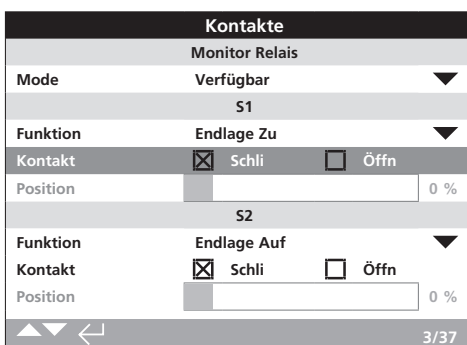 Kontakte
Monitor Relais
Mode Verfügbar
S1
Funktion Endlage Zu
Kontakt Schli Öffn
Position 0 %
S2
Funktion Endlage Auf
Kontakt Schli Öffn
Position 0 %
3/37